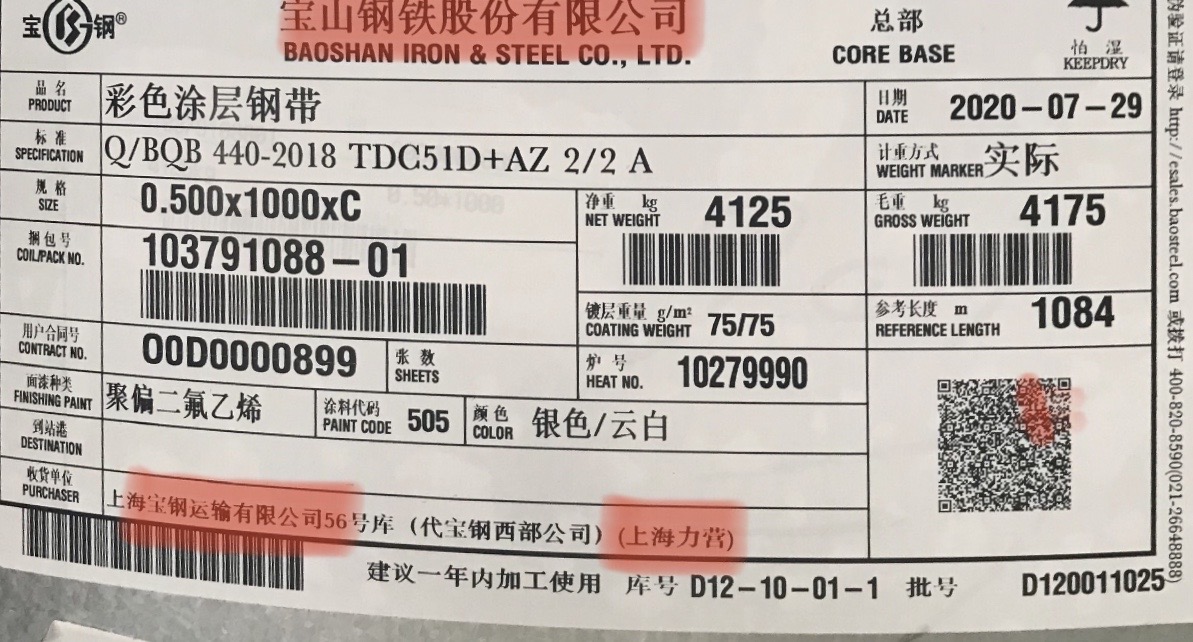 宝钢® 宝山钢铁股份有限公司 总部
BAOSHAN IRON & STEEL CO., LTD. CORE BASE
怕 湿
KEEPDRY
品 名
PRODUCT
彩色涂层钢带
日期
DATE
2020-07-29
标 准
SPECIFICATION
Q/BQB 440-2018 TDC51D+AZ 2/2 A
计重方式
WEIGHT MARKER
实际
规 格
SIZE
0.500x1000xC
净重 kg
NET WEIGHT
4125
毛重 kg
GROSS WEIGHT
4175
捆包号
COIL/PACK NO.
103791088-01
镀层重量 g/m²
COATING WEIGHT
75/75
参考长度 m
REFERENCE LENGTH
1084
用户合同号
CONTRACT NO.
00D0000899
张 数
SHEETS
炉 号
HEAT NO.
10279990
面漆种类
FINISHING PAINT
聚偏二氟乙烯
涂料代码
PAINT CODE
505
颜 色
COLOR
银色/云白
到站港
DESTINATION
收货单位
PURCHASER
上海宝钢运输有限公司56号库 (代宝钢西部公司) (上海力营)
建议一年内加工使用 库号 D12-10-01-1 批号 D120011025
伪验证请登录 http://esales.baosteel.com 或拨打 400-820-8590(021-26648888)